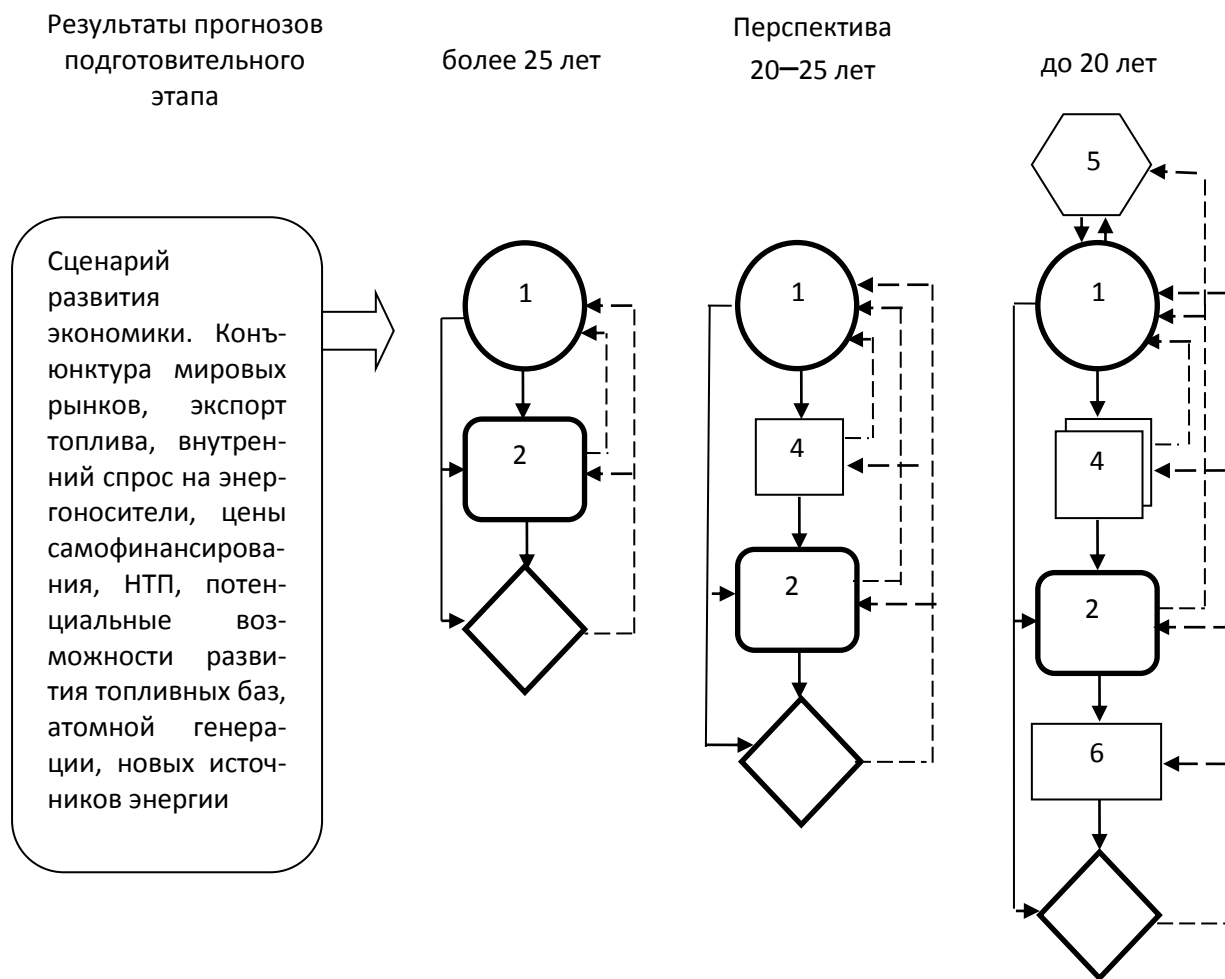 Результаты прогнозов
подготовительного
этапа
более 25 лет
Перспектива
20–25 лет
до 20 лет
Сценарий
развития
экономики. Конъ-
юнктура мировых
рынков, экспорт
топлива, внутрен-
ний спрос на энер-
гоносители, цены
самофинансирова-
ния, НТП, потен-
циальные воз-
можности разви-
тия топливных баз,
атомной генера-
ции, новых источ-
ников энергии
1
2
1
4
2
5
1
4
2
6